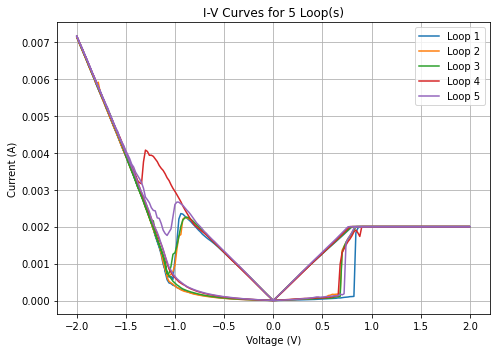 I-V Curves for 5 Loop(s)
Loop 1
Loop 2
Loop 3
Loop 4
Loop 5
Current (A)
0.007
0.006
0.005
0.004
0.003
0.002
0.001
0.000
−2.0 −1.5 −1.0 −0.5 0.0 0.5 1.0 1.5 2.0
Voltage (V)